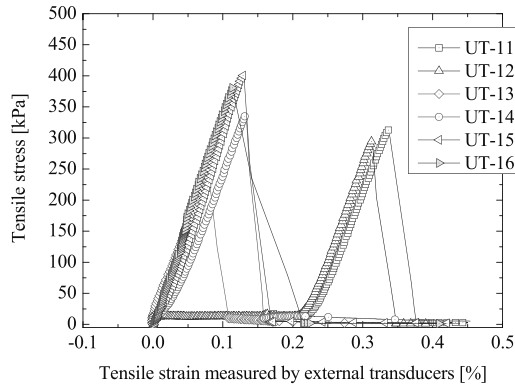 Tensile stress [kPa]
500
450
400
350
300
250
200
150
100
50
0
-0.1 0.0 0.1 0.2 0.3 0.4 0.5
Tensile strain measured by external transducers [%]
UT-11
UT-12
UT-13
UT-14
UT-15
UT-16